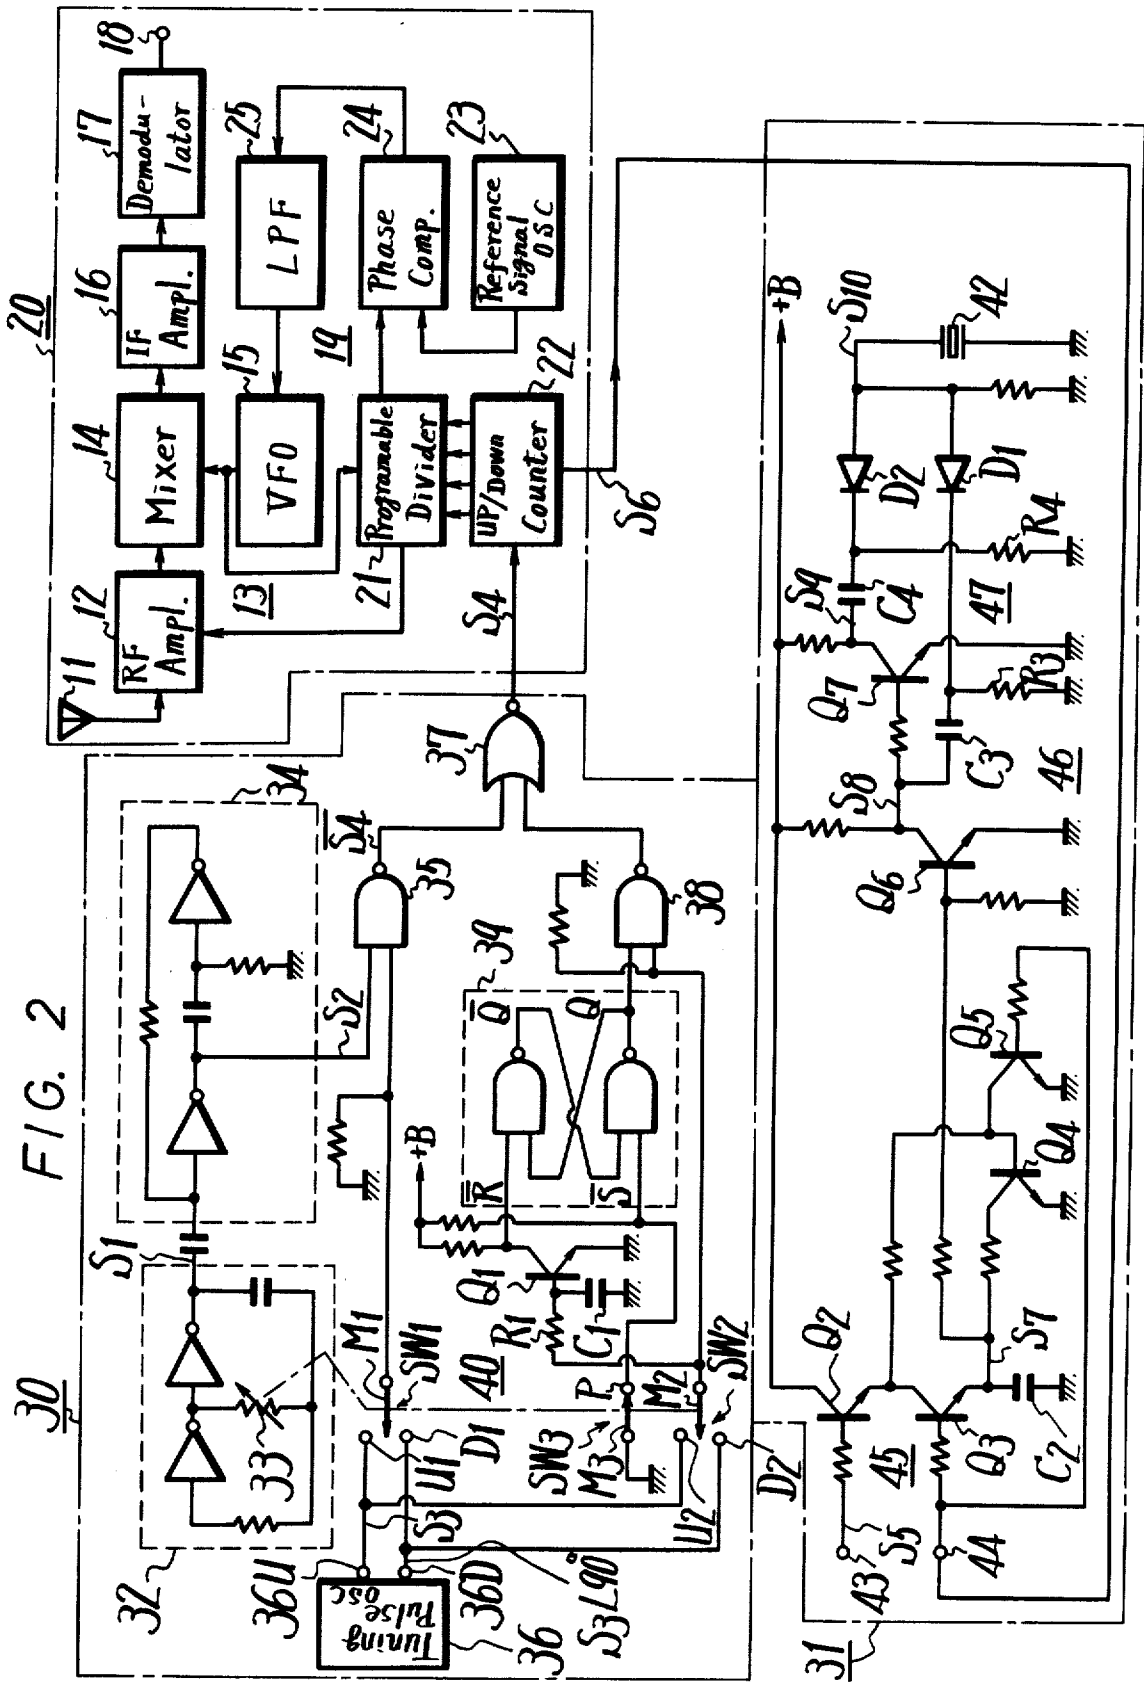 FIG. 2
20
11
12
RF
Ampl.
14
Mixer
16
IF
Ampl.
17
Demodu-
lator
18
13
15
VFO
25
LPF
19
21
Programable
Divider
24
Phase
Comp.
22
UP/Down
Counter
23
Reference
Signal
OSC
S4
S6
30
32
33
S1
34
S2
S4
35
37
36U
36
Tuning
Pulse
OSC
36D
S3
U1
D1
M1
SW1
40
R1
C1
Q1
+B
R
S
Q
Q
39
38
SW3
M3
P
M2
SW2
U2
D2
31
43
S5
44
45
Q2
Q3
C2
S7
Q4
Q5
Q6
S8
46
C3
R3
Q7
S9
C4
47
R4
D2
D1
S10
42
+B